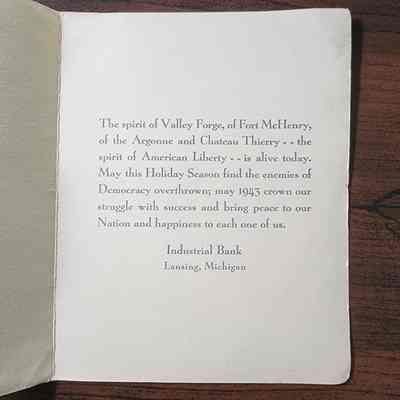 The spirit of Valley Forge, of Fort McHenry,
of the Argonne and Chateau Thierry - - the
spirit of American Liberty - - is alive today.
May this Holiday Season find the enemies of
Democracy overthrown; may 1943 crown our
struggle with success and bring peace to our
Nation and happiness to each one of us.
Industrial Bank
Lansing, Michigan